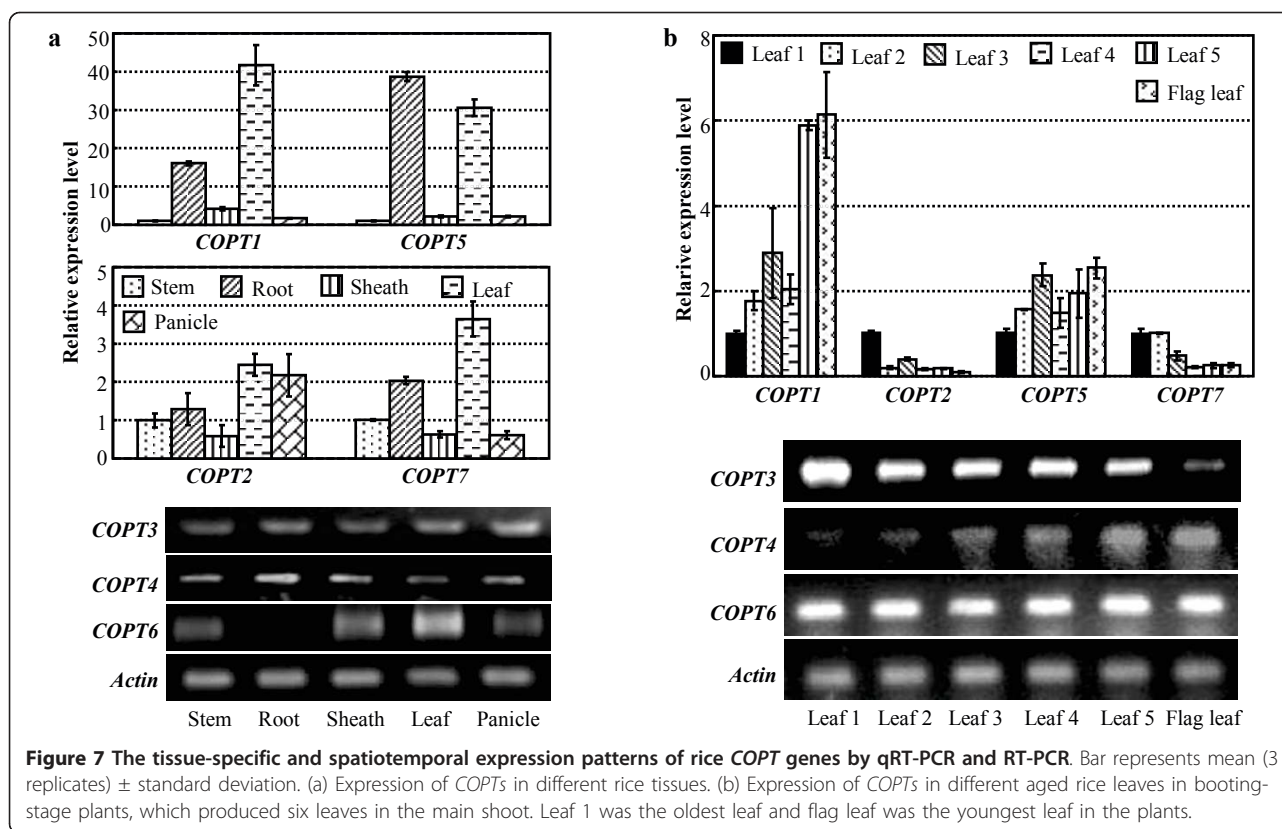 a
50
40
30
20
10
0
COPT1 COPT5
Relative expression level
5
4
3
2
1
0
Stem Root Sheath Leaf
Panicle
COPT2 COPT7
COPT3
COPT4
COPT6
Actin
Stem Root Sheath Leaf Panicle
b
8
6
4
2
0
Relarive expression level
Leaf 1 Leaf 2 Leaf 3 Leaf 4 Leaf 5
Flag leaf
COPT1 COPT2 COPT5 COPT7
COPT3
COPT4
COPT6
Actin
Leaf 1 Leaf 2 Leaf 3 Leaf 4 Leaf 5 Flag leaf
Figure 7 The tissue-specific and spatiotemporal expression patterns of rice COPT genes by qRT-PCR and RT-PCR. Bar represents mean (3
replicates) ± standard deviation. (a) Expression of COPTs in different rice tissues. (b) Expression of COPTs in different aged rice leaves in booting-
stage plants, which produced six leaves in the main shoot. Leaf 1 was the oldest leaf and flag leaf was the youngest leaf in the plants.